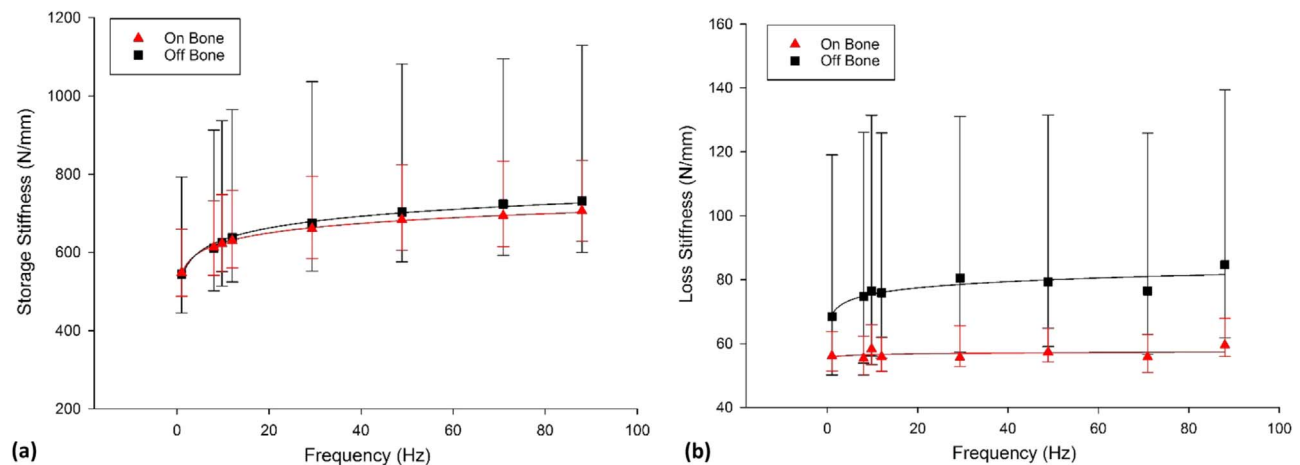 On Bone
Off Bone
1200
1000
800
600
400
200
0
20
40
60
80
100
Storage Stiffness (N/mm)
Frequency (Hz)
(a)
On Bone
Off Bone
160
140
120
100
80
60
40
0
20
40
60
80
100
Loss Stiffness (N/mm)
Frequency (Hz)
(b)